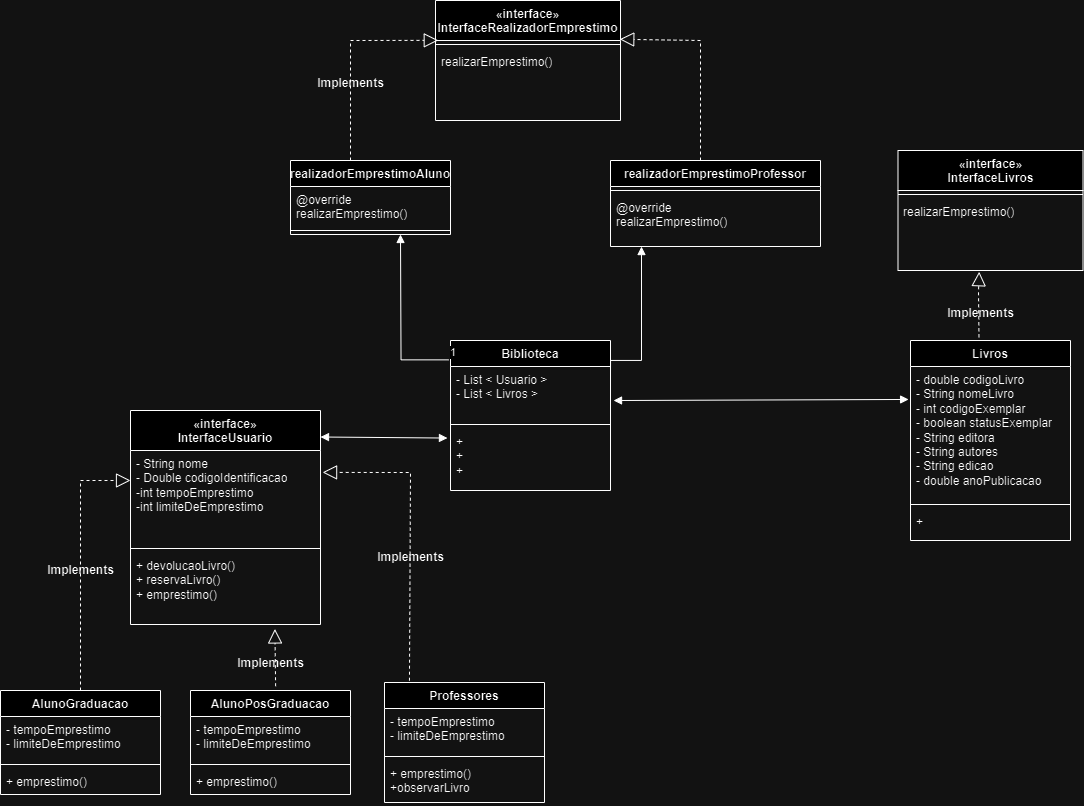 «interface»
InterfaceRealizadorEmprestimo
realizarEmprestimo()
Implements
realizadorEmprestimoAluno
@override
realizarEmprestimo()
realizadorEmprestimoProfessor
@override
realizarEmprestimo()
«interface»
InterfaceLivros
realizarEmprestimo()
Implements
1
Biblioteca
- List < Usuario >
- List < Livros >
+
+
+
Livros
- double codigoLivro
- String nomeLivro
- int codigoExemplar
- boolean statusExemplar
- String editora
- String autores
- String edicao
- double anoPublicacao
+
«interface»
InterfaceUsuario
- String nome
- Double codigoIdentificacao
-int tempoEmprestimo
-int limiteDeEmprestimo
+ devolucaoLivro()
+ reservaLivro()
+ emprestimo()
Implements
Implements
Implements
AlunoGraduacao
- tempoEmprestimo
- limiteDeEmprestimo
+ emprestimo()
AlunoPosGraduacao
- tempoEmprestimo
- limiteDeEmprestimo
+ emprestimo()
Professores
- tempoEmprestimo
- limiteDeEmprestimo
+ emprestimo()
+observarLivro